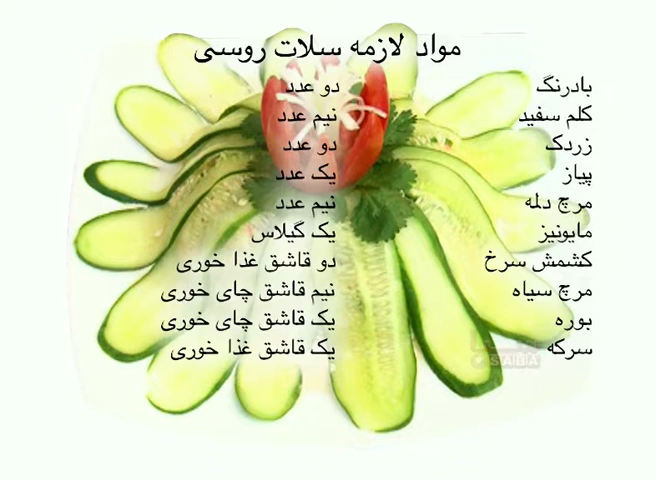 مواد لازمه سلات روسی
بادرنگ دو عدد
کلم سفید نیم عدد
زردک دو عدد
پیاز یک عدد
مرچ دلمه نیم عدد
مایونیز یک گیلاس
کشمش سرخ دو قاشق غذا خوری
مرچ سیاه نیم قاشق چای خوری
بوره یک قاشق چای خوری
سرکه یک قاشق غذا خوری
SABA